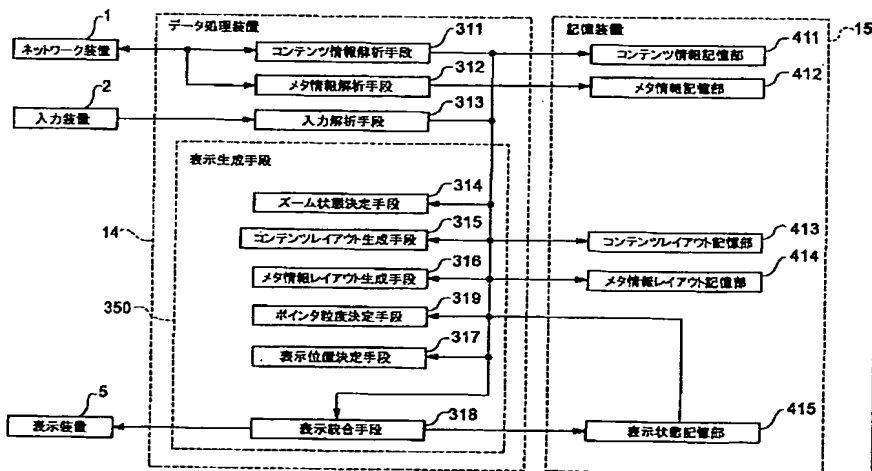 データ処理装置
記憶装置
15
1
ネットワーク装置
311
コンテンツ情報解析手段
411
コンテンツ情報記憶部
312
メタ情報解析手段
412
メタ情報記憶部
2
入力装置
313
入力解析手段
表示生成手段
314
ズーム状態決定手段
14
315
コンテンツレイアウト生成手段
413
コンテンツレイアウト記憶部
316
メタ情報レイアウト生成手段
414
メタ情報レイアウト記憶部
350
319
ポインタ粒度決定手段
317
表示位置決定手段
5
表示装置
318
表示統合手段
415
表示状態記憶部